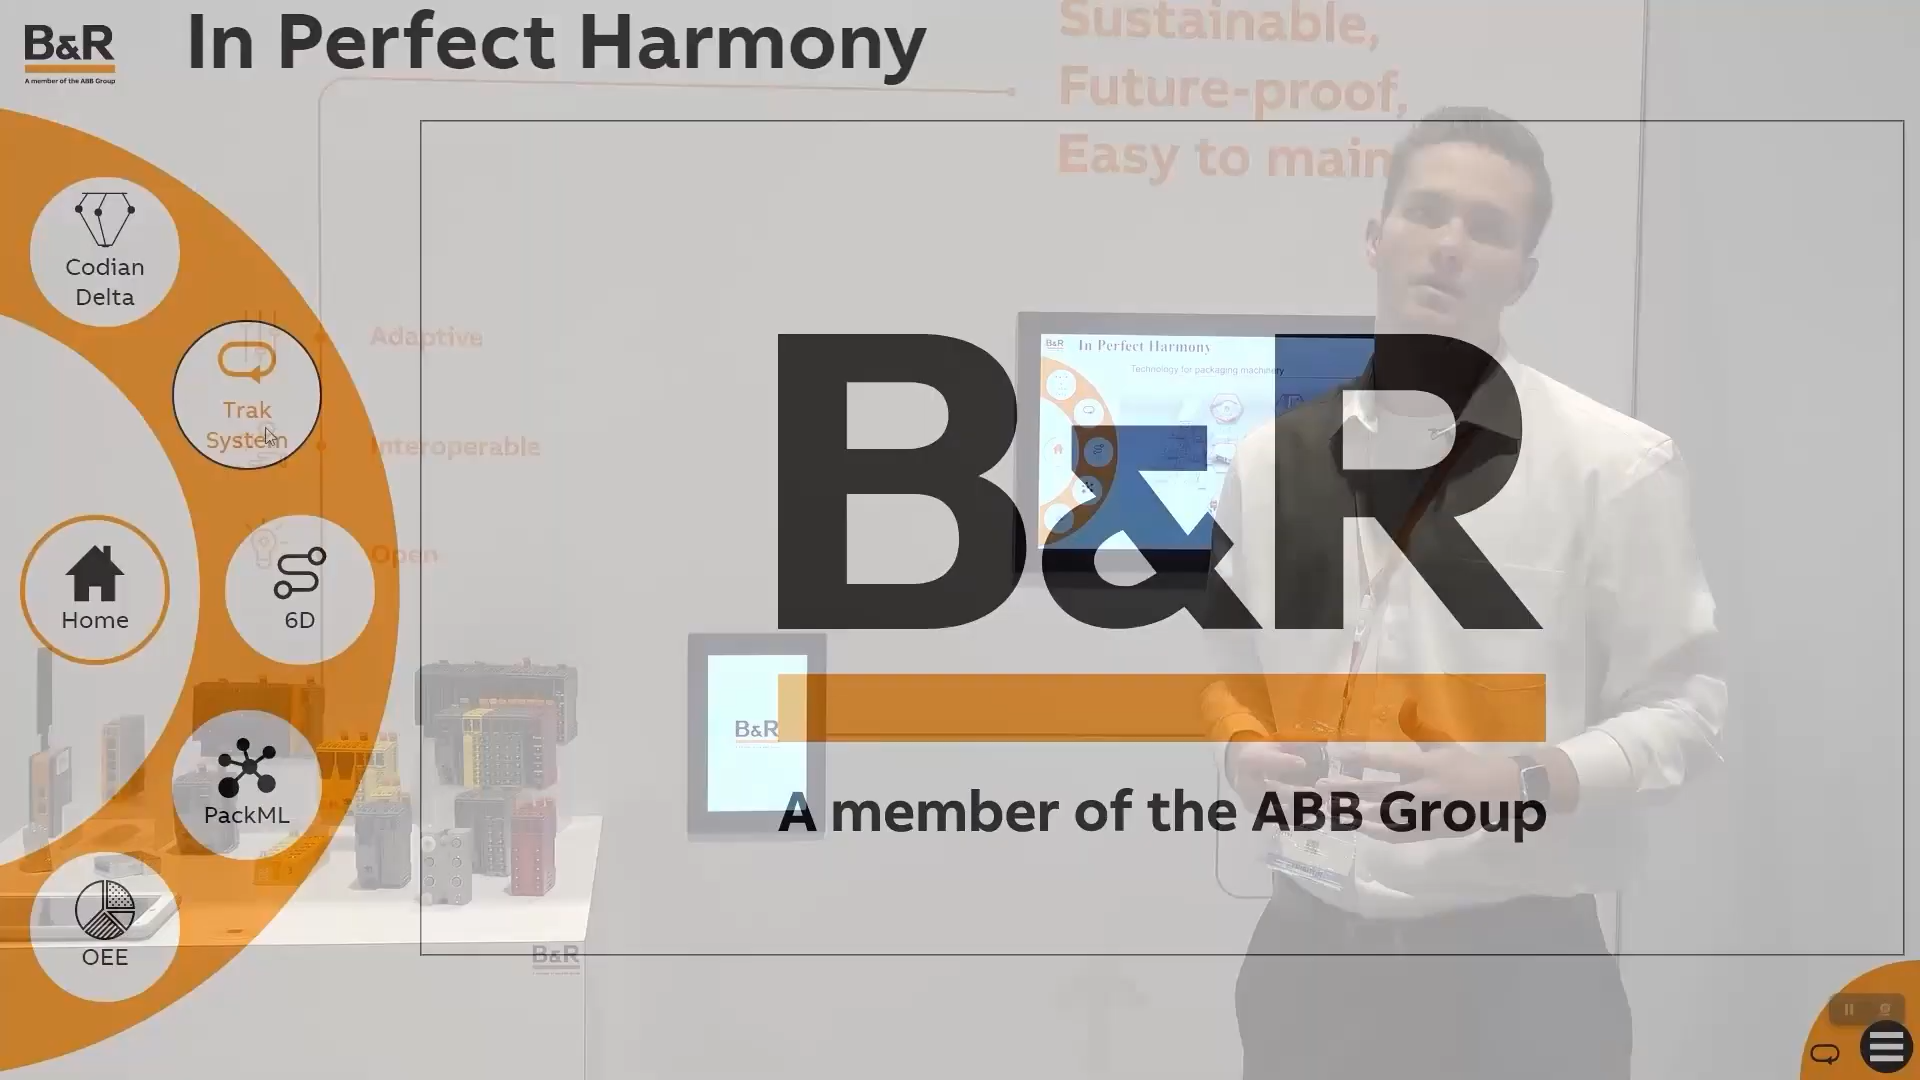 B&R
A member of the ABB Group
In Perfect Harmony
Sustainable,
Future-proof,
Easy to main
Codian
Delta
Trak
System
Adaptive
Interoperable
Open
Home
6D
PackML
OEE
B&R
In Perfect Harmony
Technology for packaging machinery
B&R
A member of the ABB Group
B&R
B&R